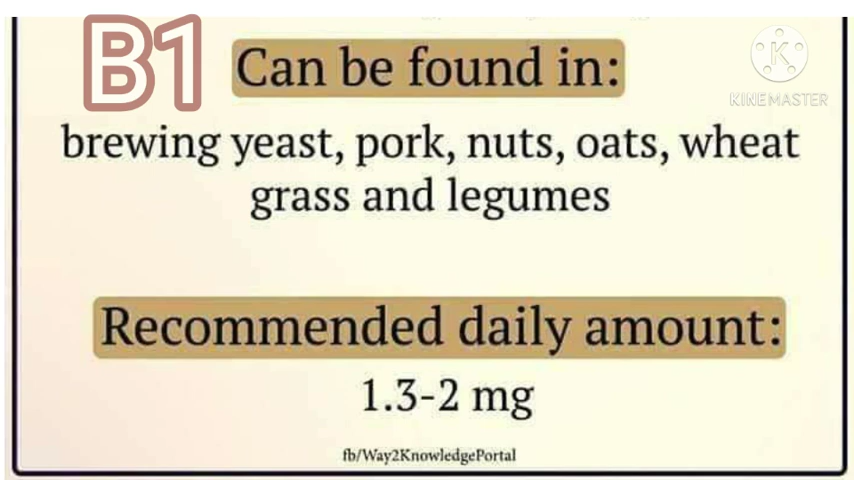 B1
Can be found in:
KINEMASTER
brewing yeast, pork, nuts, oats, wheat
grass and legumes
Recommended daily amount:
1.3-2 mg
fb/Way2KnowledgePortal